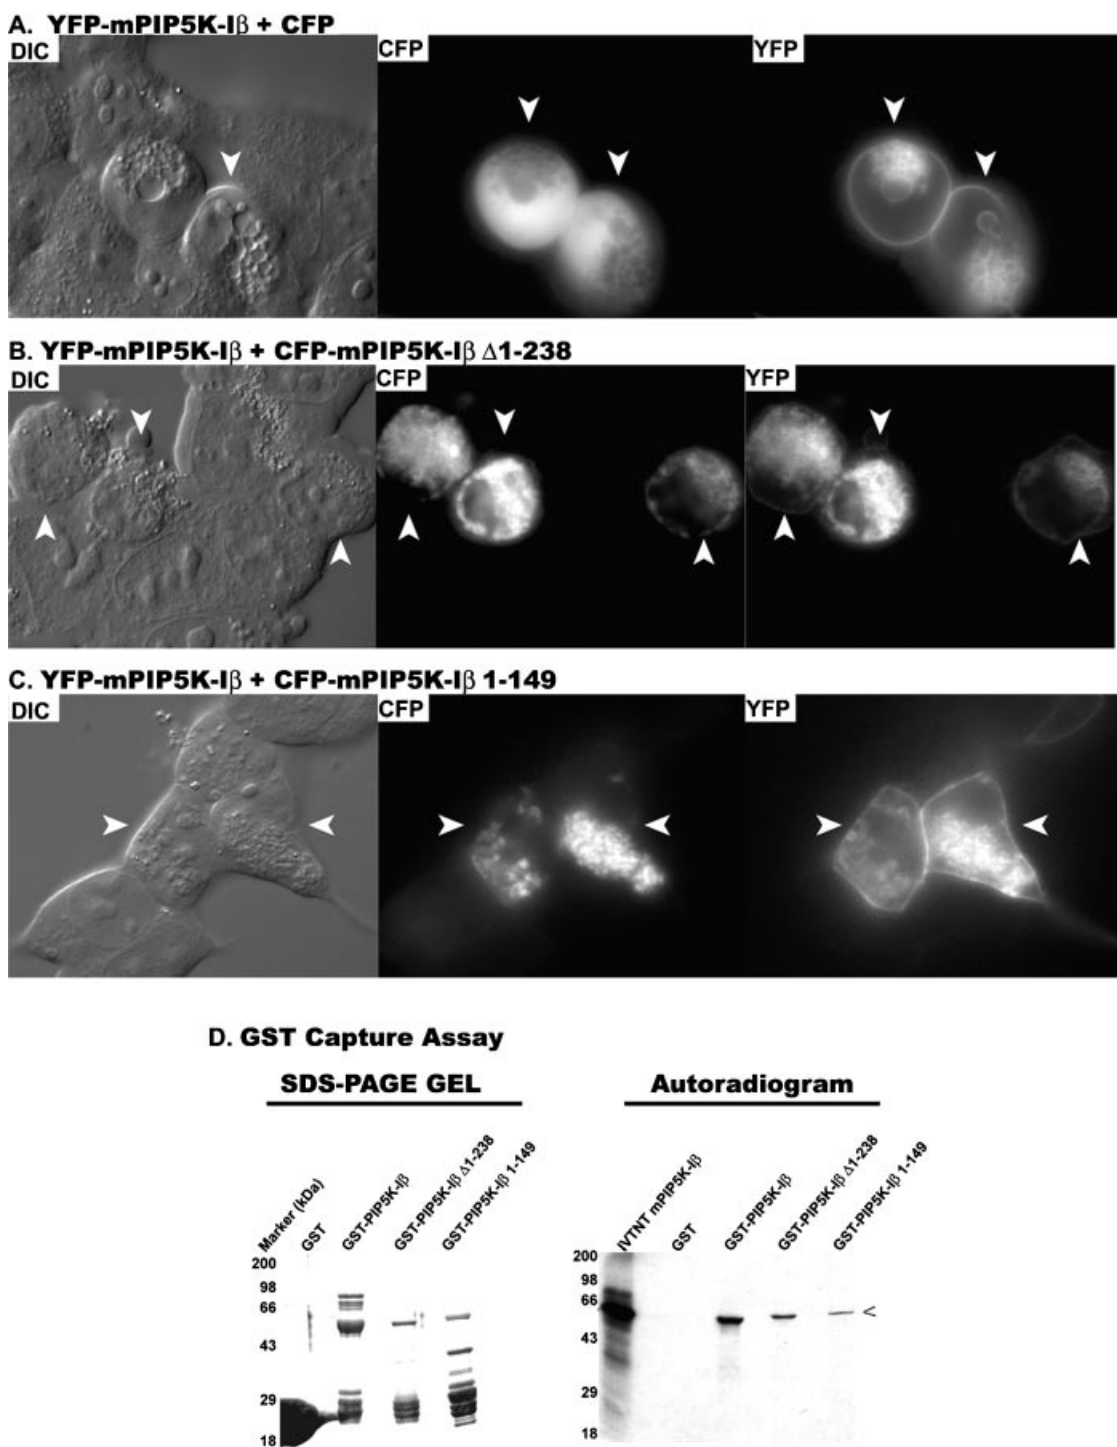 A. YFP-mPIP5K-Iβ + CFP
DIC
CFP
YFP
B. YFP-mPIP5K-Iβ + CFP-mPIP5K-Iβ Δ1-238
DIC
CFP
YFP
C. YFP-mPIP5K-Iβ + CFP-mPIP5K-Iβ 1-149
DIC
CFP
YFP
D. GST Capture Assay
SDS-PAGE GEL
Marker (kDa)
GST
GST-PIP5K-Iβ
GST-PIP5K-Iβ Δ1-238
GST-PIP5K-Iβ 1-149
200
98
66
43
29
18
Autoradiogram
IVTNT mPIP5K-Iβ
GST
GST-PIP5K-Iβ
GST-PIP5K-Iβ Δ1-238
GST-PIP5K-Iβ 1-149
200
98
66
43
29
18
<